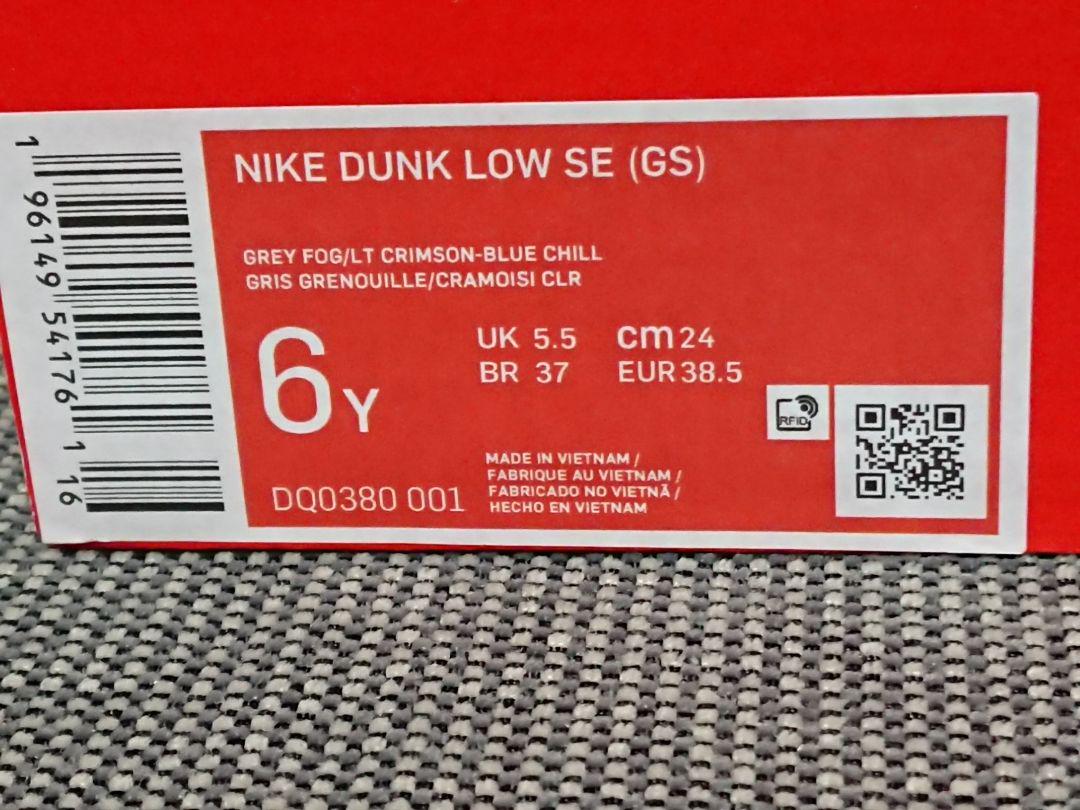 NIKE DUNK LOW SE (GS)
GREY FOG/LT CRIMSON-BLUE CHILL
GRIS GRENOUILLE/CRAMOISI CLR
6Y
UK 5.5 cm 24
BR 37 EUR 38.5
RFID
MADE IN VIETNAM /
FABRIQUE AU VIETNAM /
FABRICADO NO VIETNÃ /
HECHO EN VIETNAM
DQ0380 001
1 96149 54176 1 16